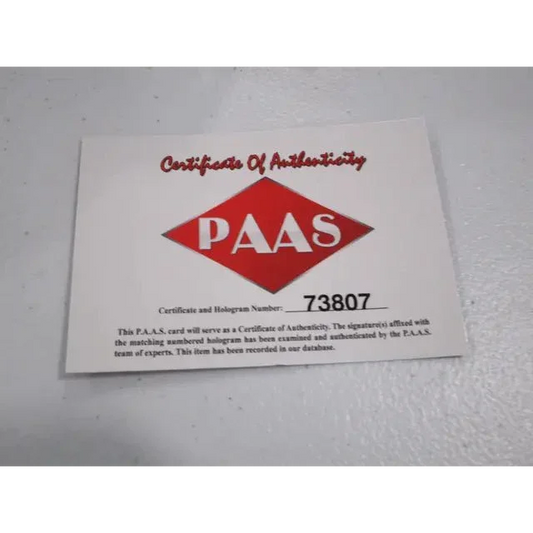 Certificate Of Authenticity
PAAS
Certificate and Hologram Number: 73807
This P.A.A.S. card will serve as a Certificate of Authenticity. The signature(s) affixed with
the matching numbered hologram has been examined and authenticated by the P.A.A.S.
team of experts. This item has been recorded in our database.